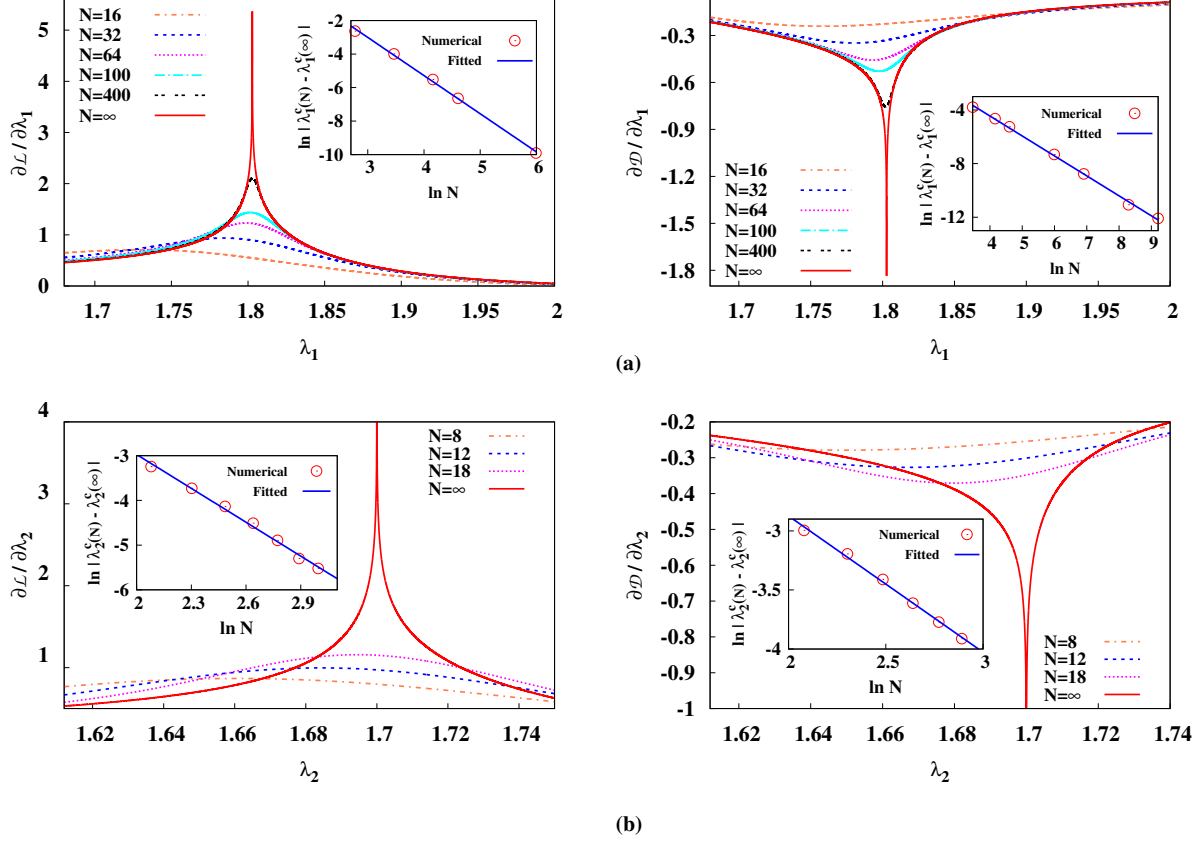 N=16
N=32
N=64
N=100
N=400
N=∞
5
4
3
2
1
0
∂ℒ / ∂λ₁
1.7
1.75
1.8
1.85
1.9
1.95
2
λ₁
Numerical
Fitted
-2
-4
-6
-8
-10
ln | λ₁ᶜ(N) - λ₁ᶜ(∞) |
3
4
5
6
ln N
-0.3
-0.6
-0.9
-1.2
-1.5
-1.8
∂𝒟 / ∂λ₁
N=16
N=32
N=64
N=100
N=400
N=∞
1.7
1.75
1.8
1.85
1.9
1.95
2
λ₁
Numerical
Fitted
-4
-8
-12
ln | λ₁ᶜ(N) - λ₁ᶜ(∞) |
4
5
6
7
8
9
ln N
(a)
4
3
2
1
∂ℒ / ∂λ₂
N=8
N=12
N=18
N=∞
1.62
1.64
1.66
1.68
1.7
1.72
1.74
λ₂
Numerical
Fitted
-3
-4
-5
-6
ln | λ₂ᶜ(N) - λ₂ᶜ(∞) |
2
2.3
2.6
2.9
ln N
-0.2
-0.3
-0.4
-0.5
-0.6
-0.7
-0.8
-0.9
-1
∂𝒟 / ∂λ₂
N=8
N=12
N=18
N=∞
1.62
1.64
1.66
1.68
1.7
1.72
1.74
λ₂
Numerical
Fitted
-3
-3.5
-4
ln | λ₂ᶜ(N) - λ₂ᶜ(∞) |
2
2.5
3
ln N
(b)